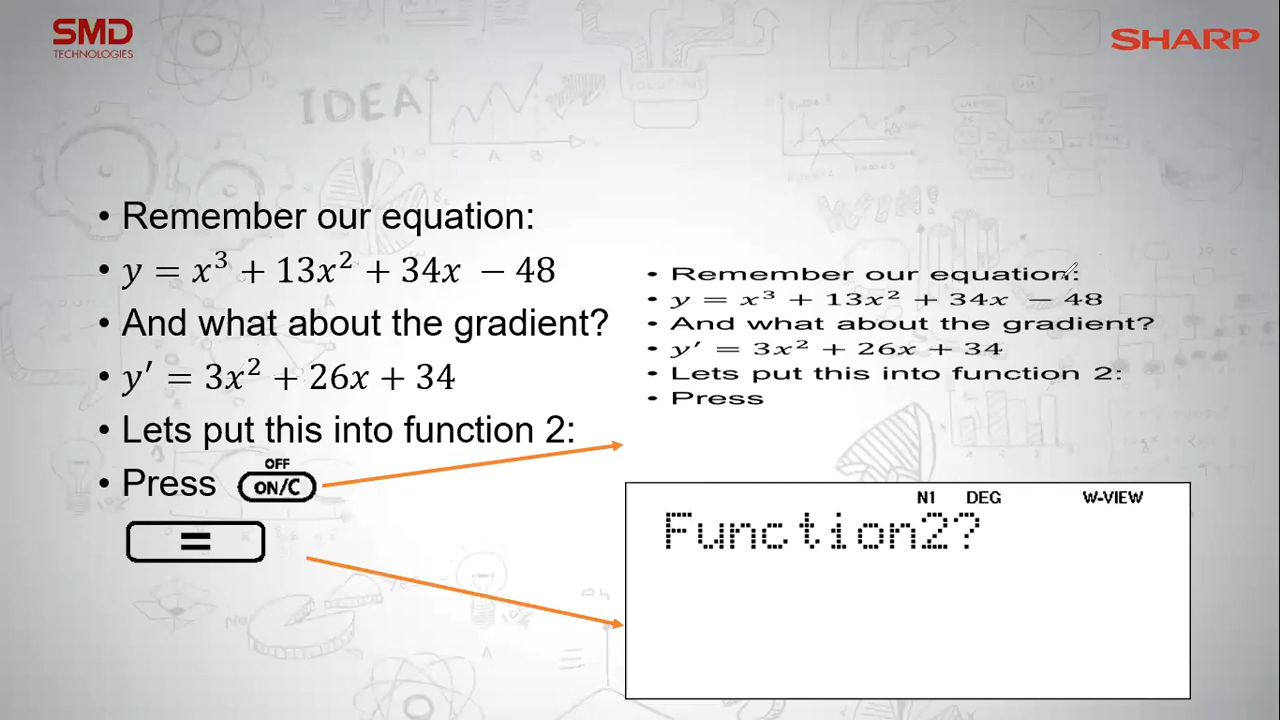 SMD
TECHNOLOGIES
SHARP
IDEA
WIN!
• Remember our equation:
• y = x³ + 13x² + 34x − 48
• And what about the gradient?
• y′ = 3x² + 26x + 34
• Lets put this into function 2:
• Press
OFF
ON/C
=
• Remember our equation:
• y = x³ + 13x² + 34x − 48
• And what about the gradient?
• y′ = 3x² + 26x + 34
• Lets put this into function 2:
• Press
N1 DEG W-VIEW
Function2?